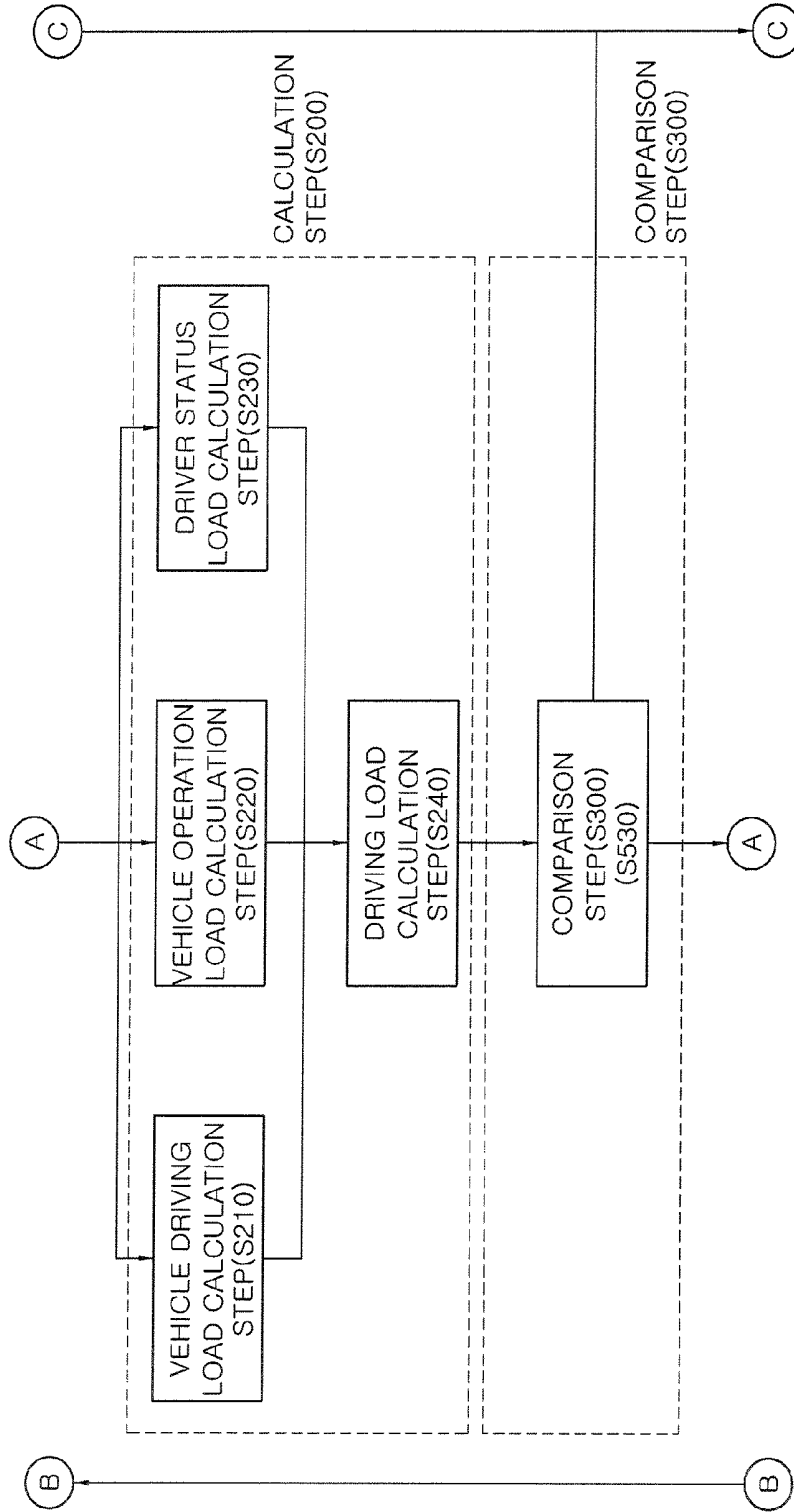 B
A
C
VEHICLE DRIVING
LOAD CALCULATION
STEP(S210)
VEHICLE OPERATION
LOAD CALCULATION
STEP(S220)
DRIVER STATUS
LOAD CALCULATION
STEP(S230)
CALCULATION
STEP(S200)
DRIVING LOAD
CALCULATION
STEP(S240)
COMPARISON
STEP(S300)
(S530)
COMPARISON
STEP(S300)
B
A
C